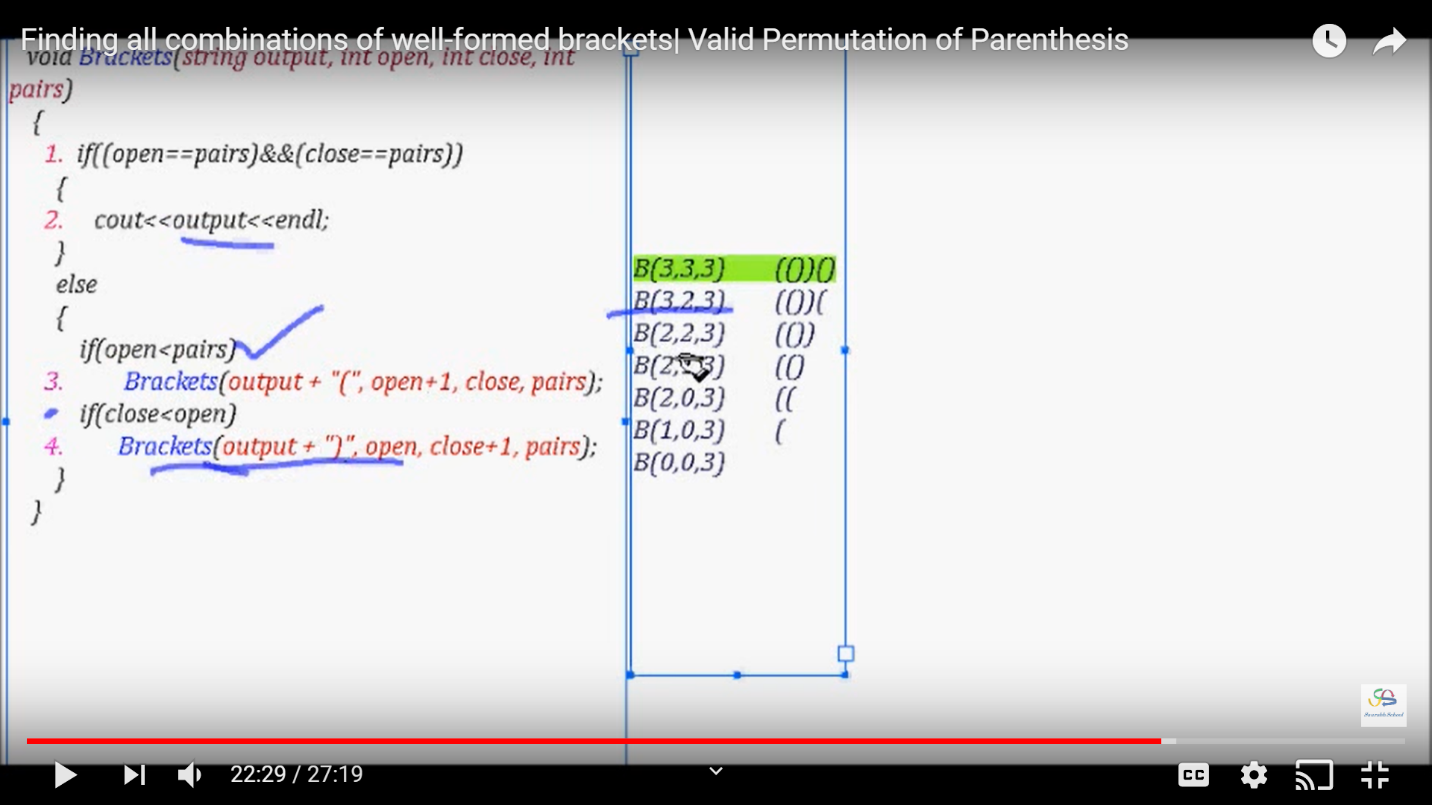 Finding all combinations of well-formed brackets| Valid Permutation of Parenthesis
void Brackets(string output, int open, int close, int
pairs)
{
1. if((open==pairs)&&(close==pairs))
{
2. cout<<output<<endl;
}
else
{
if(open<pairs)
3. Brackets(output + "(", open+1, close, pairs);
if(close<open)
4. Brackets(output + ")", open, close+1, pairs);
}
}
B(3,3,3) (())()
B(3,2,3) (())(
B(2,2,3) (())
(()
B(2,0,3) ((
B(1,0,3) (
B(0,0,3)
22:29 / 27:19
CC